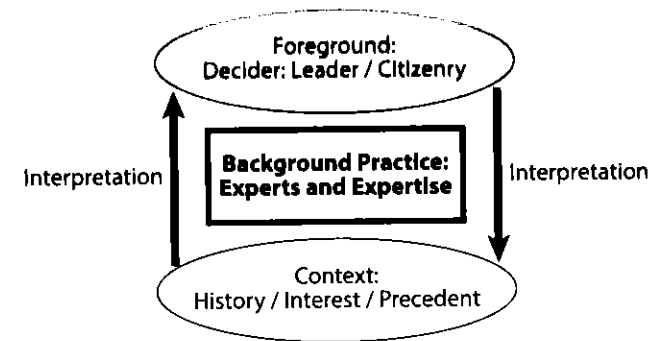 Foreground:
Decider: Leader / Citizenry
Interpretation
Background Practice:
Experts and Expertise
Interpretation
Context:
History / Interest / Precedent